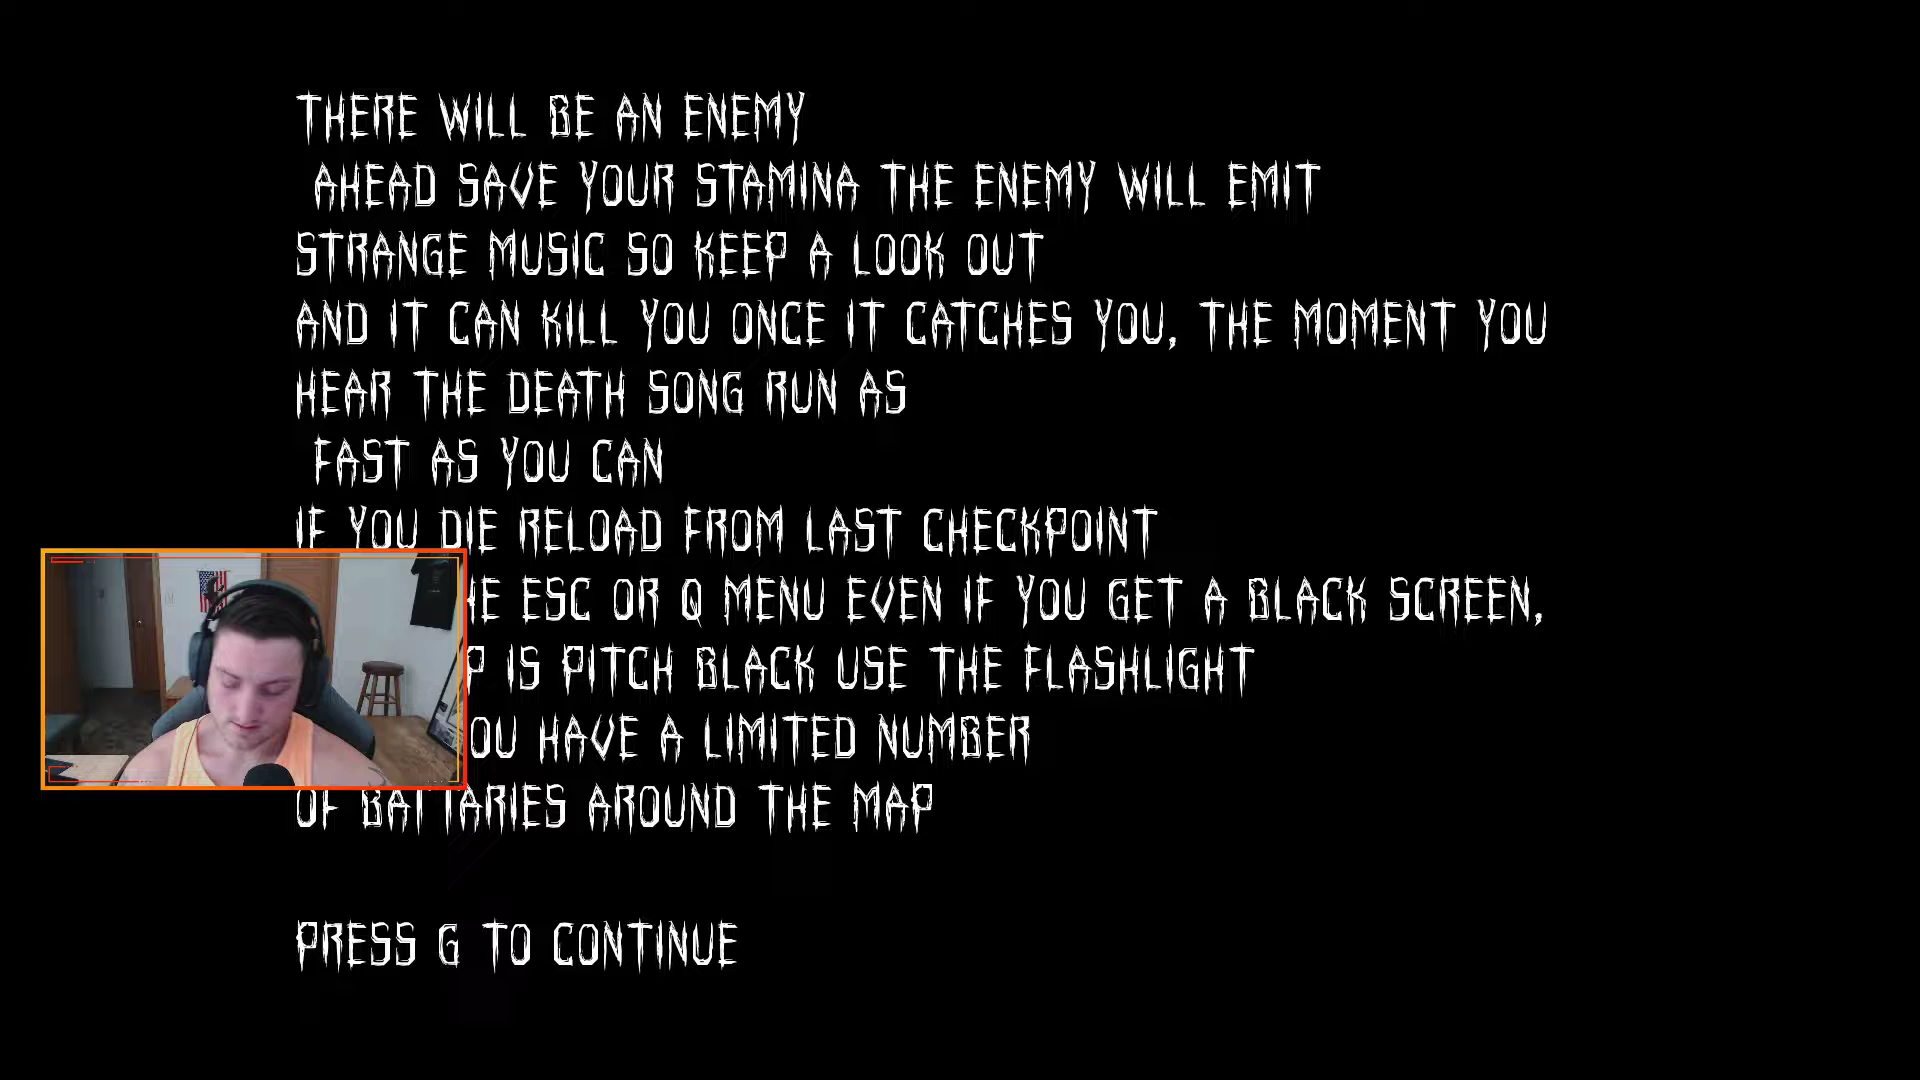 THERE WILL BE AN ENEMY
AHEAD SAVE YOUR STAMINA THE ENEMY WILL EMIT
STRANGE MUSIC SO KEEP A LOOK OUT
AND IT CAN KILL YOU ONCE IT CATCHES YOU, THE MOMENT YOU
HEAR THE DEATH SONG RUN AS
FAST AS YOU CAN
IF YOU DIE RELOAD FROM LAST CHECKPOINT
ESC OR Q MENU EVEN IF YOU GET A BLACK SCREEN,
IS PITCH BLACK USE THE FLASHLIGHT
HAVE A LIMITED NUMBER
OF BATTARIES AROUND THE MAP
PRESS G TO CONTINUE